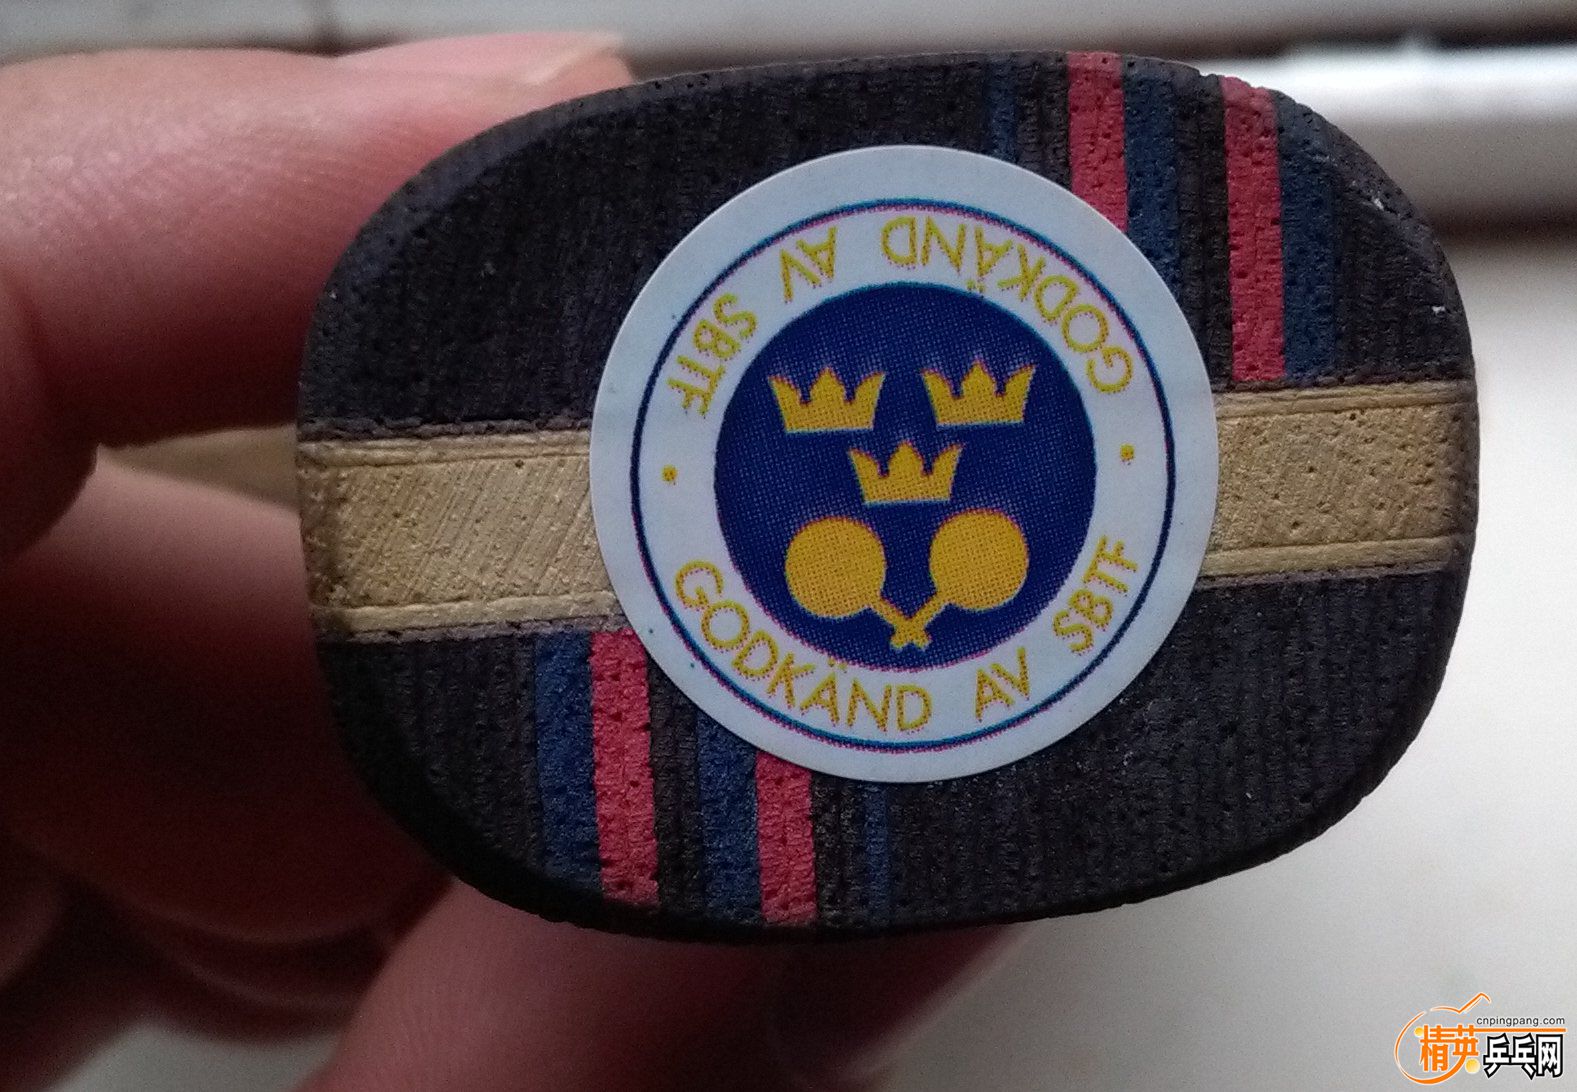 GODKÄND AV SBTF
GODKÄND AV SBTF
cnpingpang.com
精英乒乓网